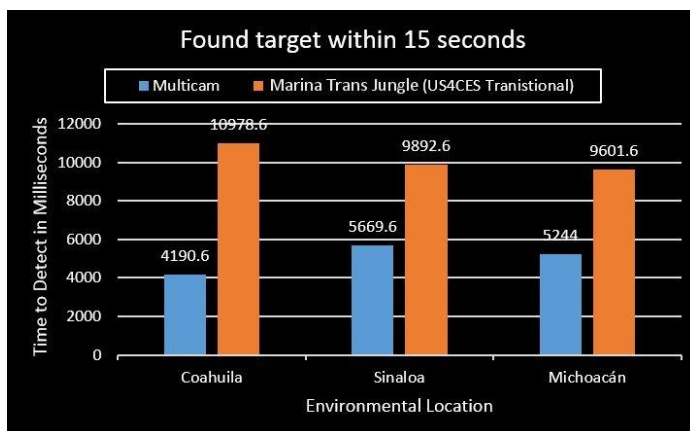 Found target within 15 seconds
Multicam Marina Trans Jungle (US4CES Tranistional)
Time to Detect in Milliseconds
12000
10000
8000
6000
4000
2000
0
4190.6
10978.6
5669.6
9892.6
5244
9601.6
Coahuila Sinaloa Michoacán
Environmental Location